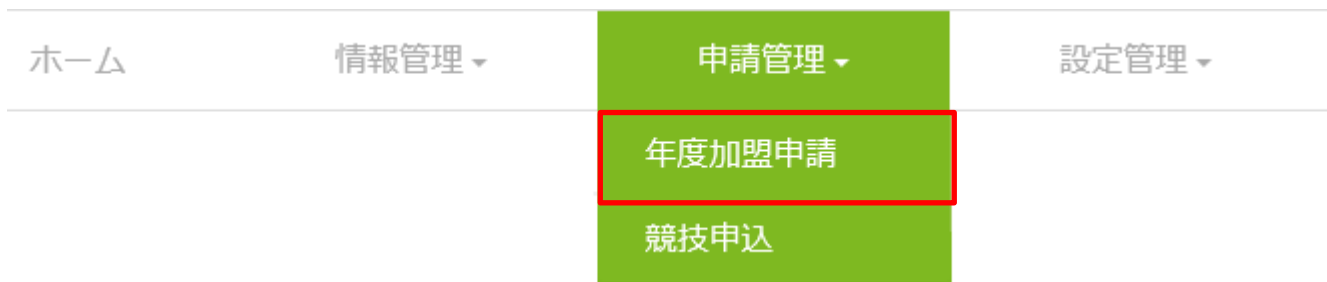 ホーム 情報管理 申請管理 設定管理
年度加盟申請
競技申込